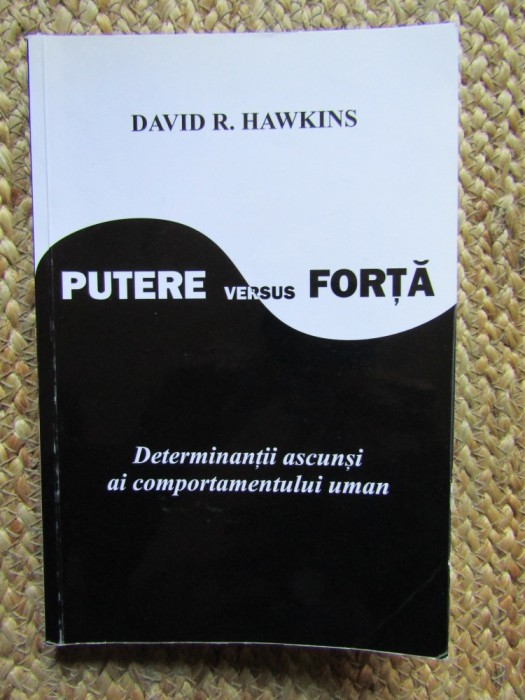 DAVID R. HAWKINS
PUTERE VERSUS FORȚĂ
Determinanții ascunși
ai comportamentului uman